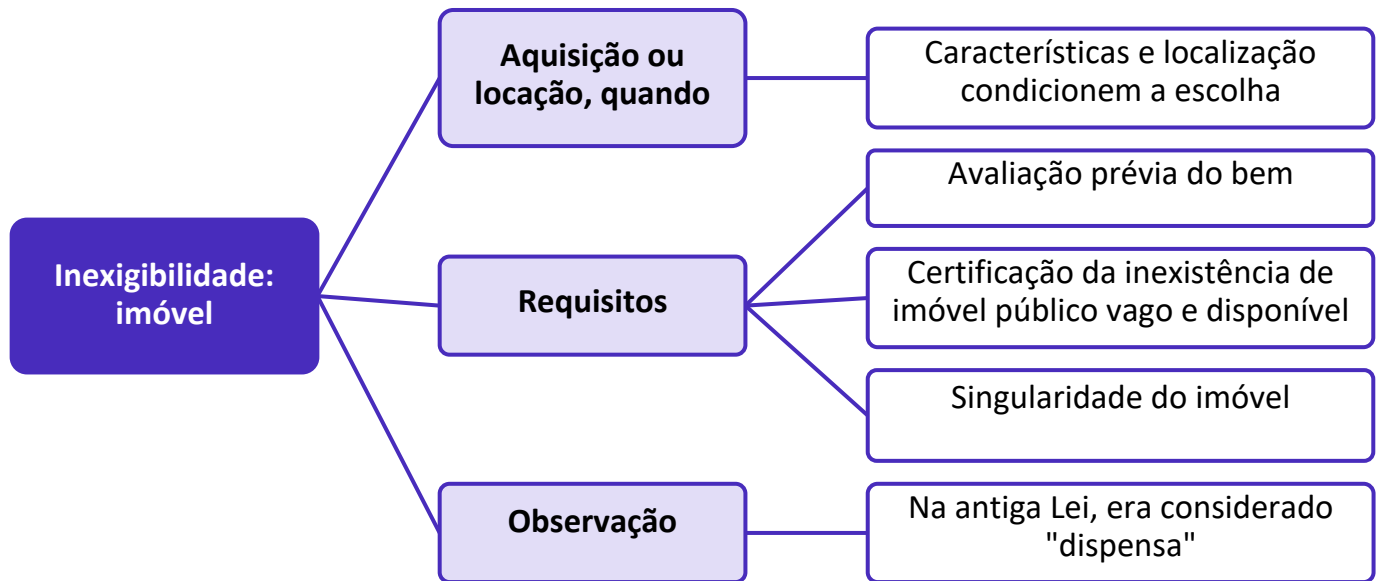 Inexigibilidade:
imóvel
Aquisição ou
locação, quando
Características e localização
condicionem a escolha
Requisitos
Avaliação prévia do bem
Certificação da inexistência de
imóvel público vago e disponível
Singularidade do imóvel
Observação
Na antiga Lei, era considerado
"dispensa"